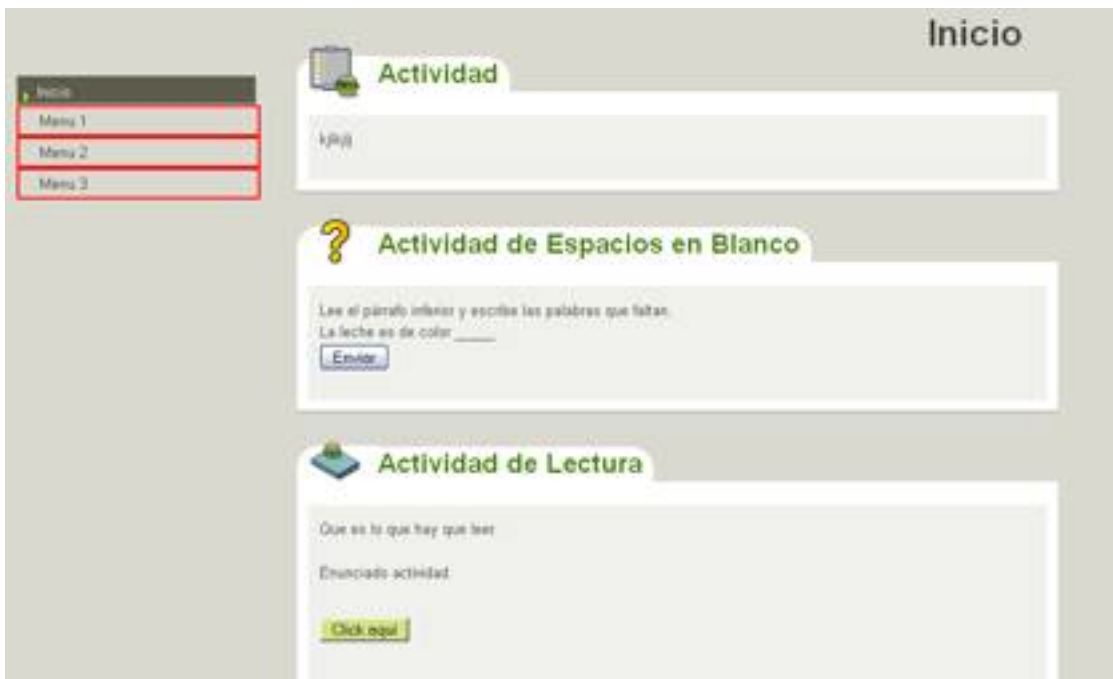 Inicio
Inicio
Menu 1
Menu 2
Menu 3
Actividad
Actividad de Espacios en Blanco
Lee el párrafo inferior y escribe las palabras que faltan.
La leche es de color _____
Enviar
Actividad de Lectura
Que es lo que hay que leer
Enunciado actividad
Click aquí